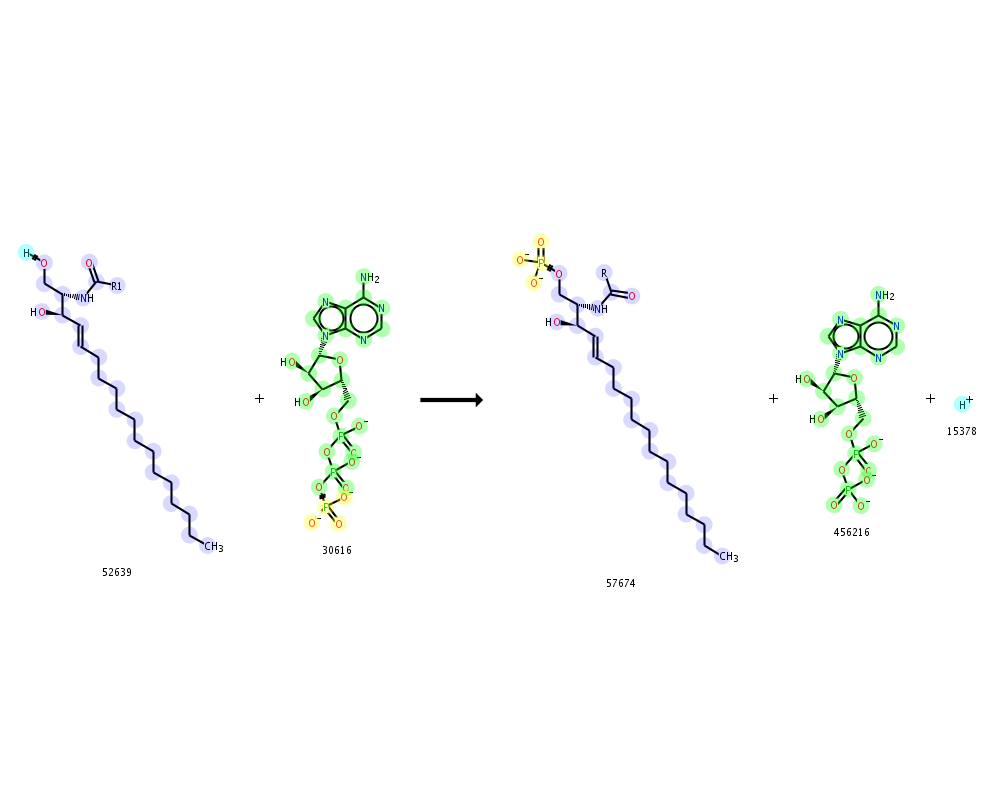 H O O R1 NH HO CH3 52639
+
NH2 N N N N O HO HO O O⁻ P O O O⁻ P O O O⁻ P O⁻ O 30616
O O⁻ P O⁻ O R NH O HO CH3 57674
+
NH2 N N N N O HO HO O O⁻ P O O O⁻ P O O⁻ 456216
+
H⁺ 15378